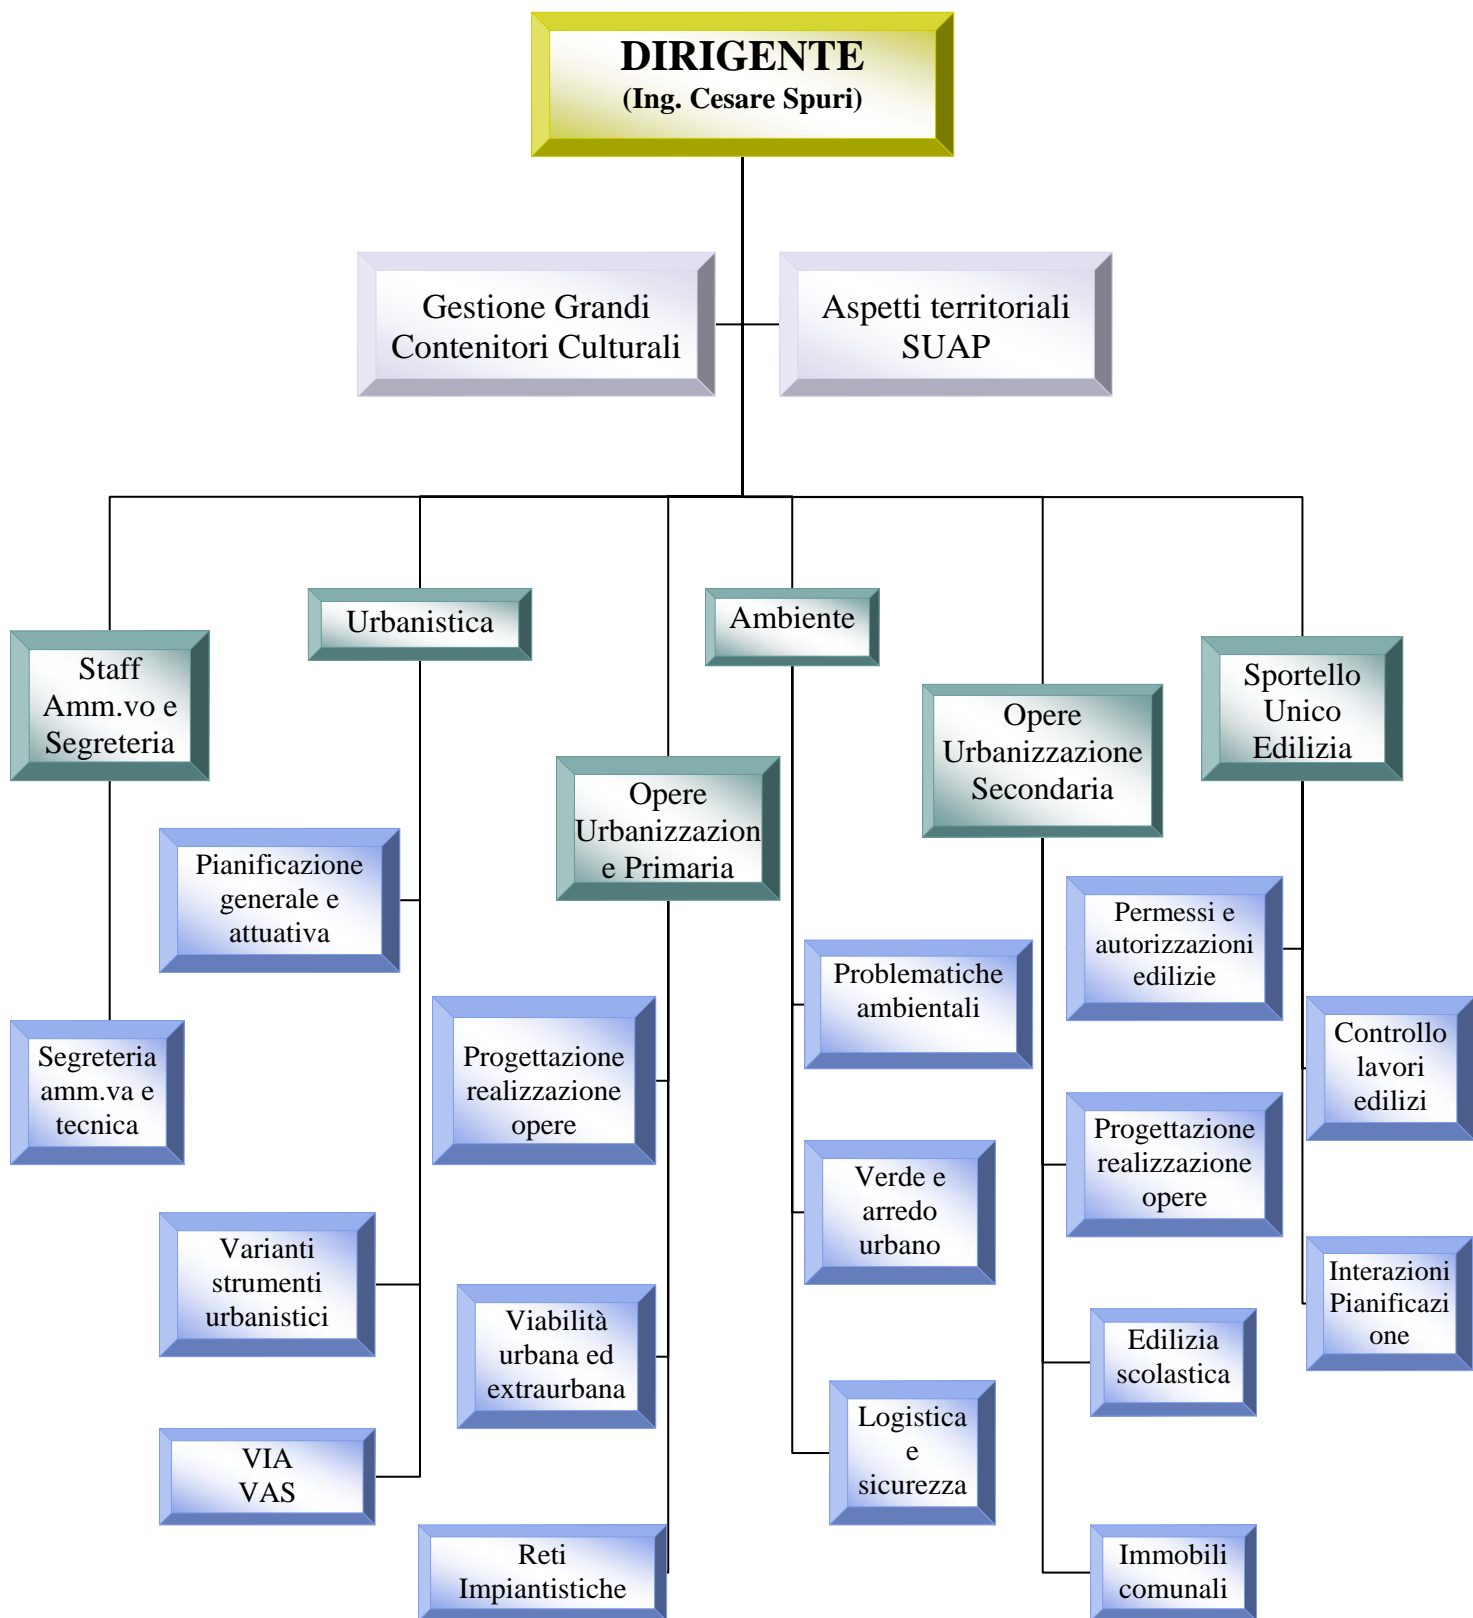 DIRIGENTE
(Ing. Cesare Spuri)
Gestione Grandi
Contenitori Culturali
Aspetti territoriali
SUAP
Staff
Amm.vo e
Segreteria
Segreteria
amm.va e
tecnica
Urbanistica
Pianificazione
generale e
attuativa
Varianti
strumenti
urbanistici
VIA
VAS
Opere
Urbanizzazion
e Primaria
Progettazione
realizzazione
opere
Viabilità
urbana ed
extraurbana
Reti
Impiantistiche
Ambiente
Problematiche
ambientali
Verde e
arredo
urbano
Logistica
e
sicurezza
Opere
Urbanizzazione
Secondaria
Progettazione
realizzazione
opere
Edilizia
scolastica
Immobili
comunali
Sportello
Unico
Edilizia
Permessi e
autorizzazioni
edilizie
Controllo
lavori
edilizi
Interazioni
Pianificazi
one